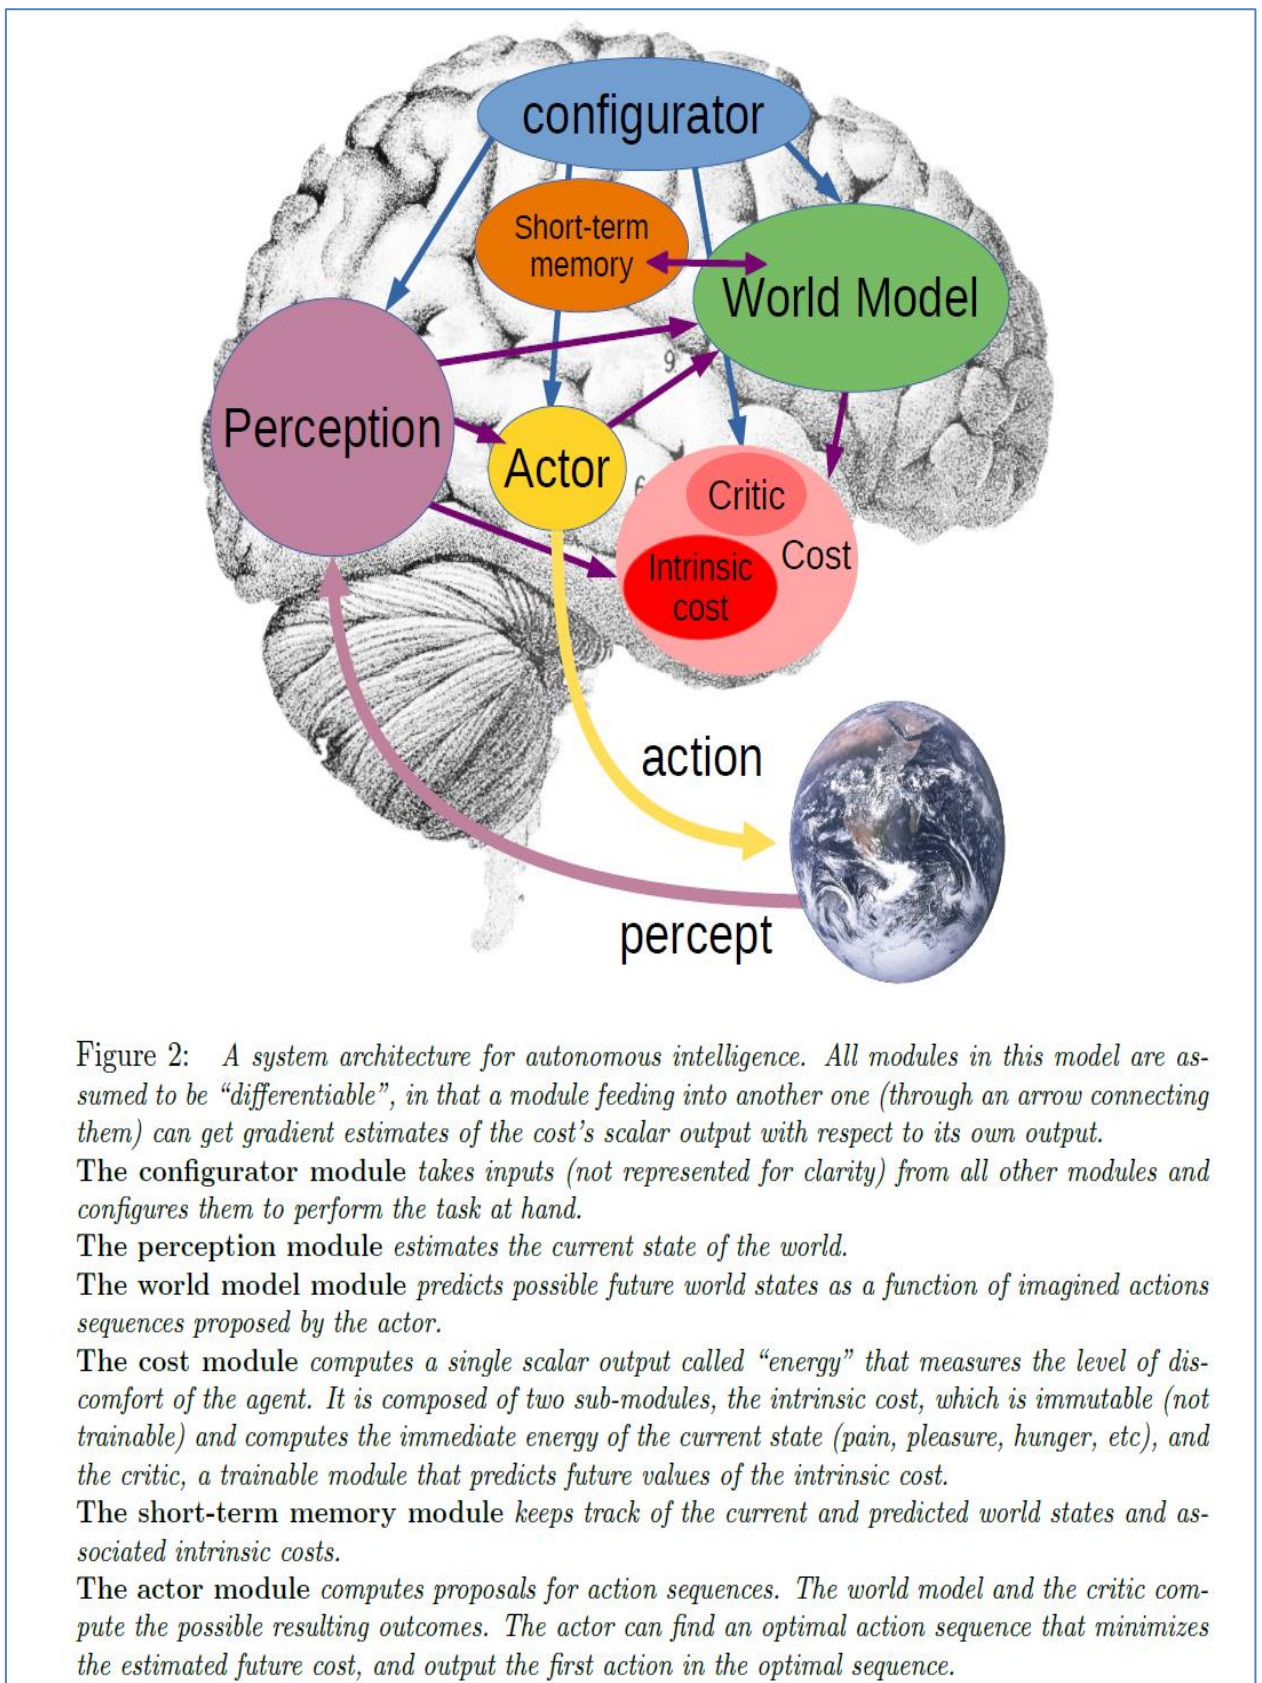 configurator
Short-term
memory
World Model
9
Perception
Actor
6
Critic
Cost
Intrinsic
cost
action
percept
Figure 2: A system architecture for autonomous intelligence. All modules in this model are as-
sumed to be “differentiable”, in that a module feeding into another one (through an arrow connecting
them) can get gradient estimates of the cost’s scalar output with respect to its own output.
The configurator module takes inputs (not represented for clarity) from all other modules and
configures them to perform the task at hand.
The perception module estimates the current state of the world.
The world model module predicts possible future world states as a function of imagined actions
sequences proposed by the actor.
The cost module computes a single scalar output called “energy” that measures the level of dis-
comfort of the agent. It is composed of two sub-modules, the intrinsic cost, which is immutable (not
trainable) and computes the immediate energy of the current state (pain, pleasure, hunger, etc), and
the critic, a trainable module that predicts future values of the intrinsic cost.
The short-term memory module keeps track of the current and predicted world states and as-
sociated intrinsic costs.
The actor module computes proposals for action sequences. The world model and the critic com-
pute the possible resulting outcomes. The actor can find an optimal action sequence that minimizes
the estimated future cost, and output the first action in the optimal sequence.